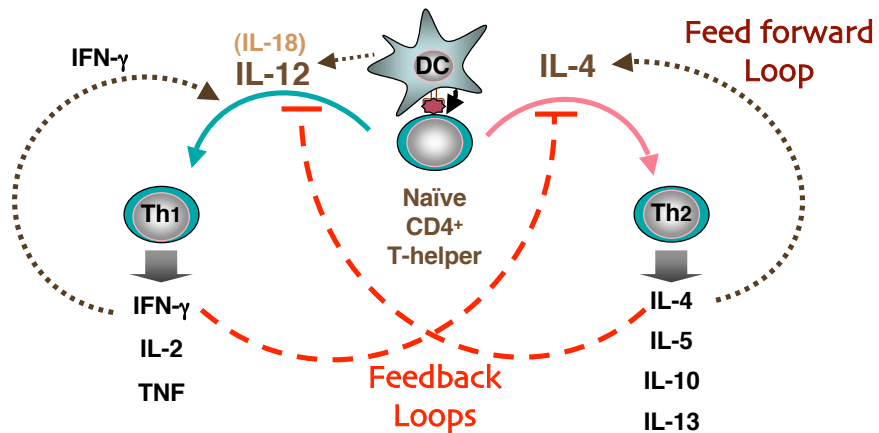 IFN-γ
(IL-18)
IL-12
DC
IL-4
Feed forward
Loop
Th1
Naïve
CD4+
T-helper
Th2
IFN-γ
IL-2
TNF
IL-4
IL-5
IL-10
IL-13
Feedback
Loops